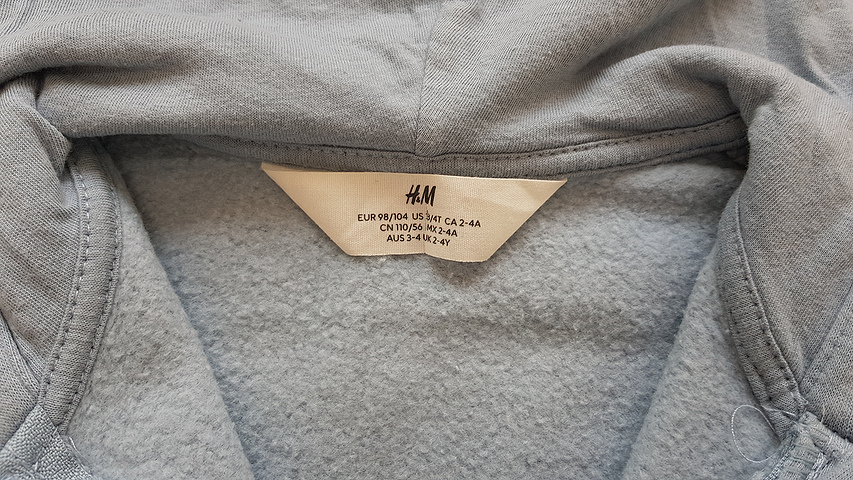 H&M
EUR 98/104 US 3/4T CA 2-4A
CN 110/56 MX 2-4A
AUS 3-4 UK 2-4Y